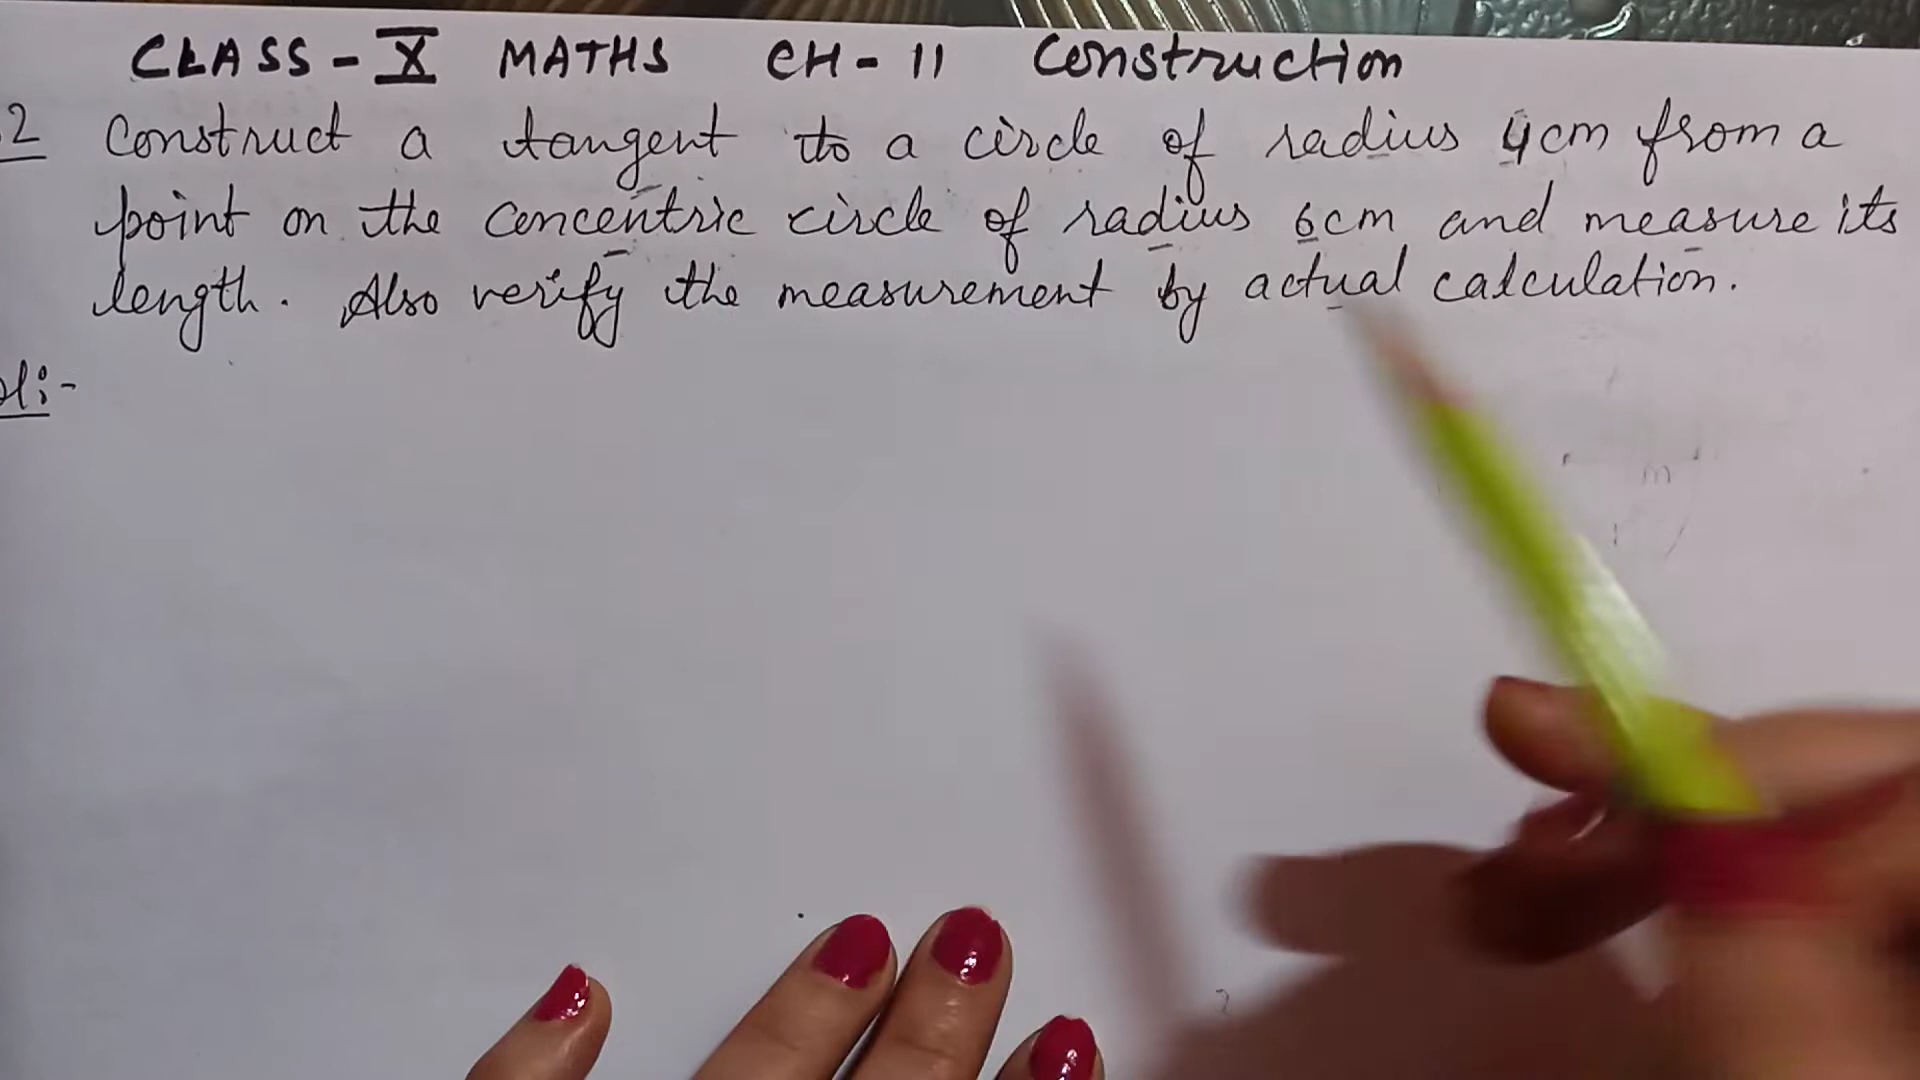 CLASS - X MATHS CH - 11 Construction
.2 Construct a tangent to a circle of radius 4cm from a
point on the concentric circle of radius 6cm and measure its
length. Also verify the measurement by actual calculation.
ol:-
m